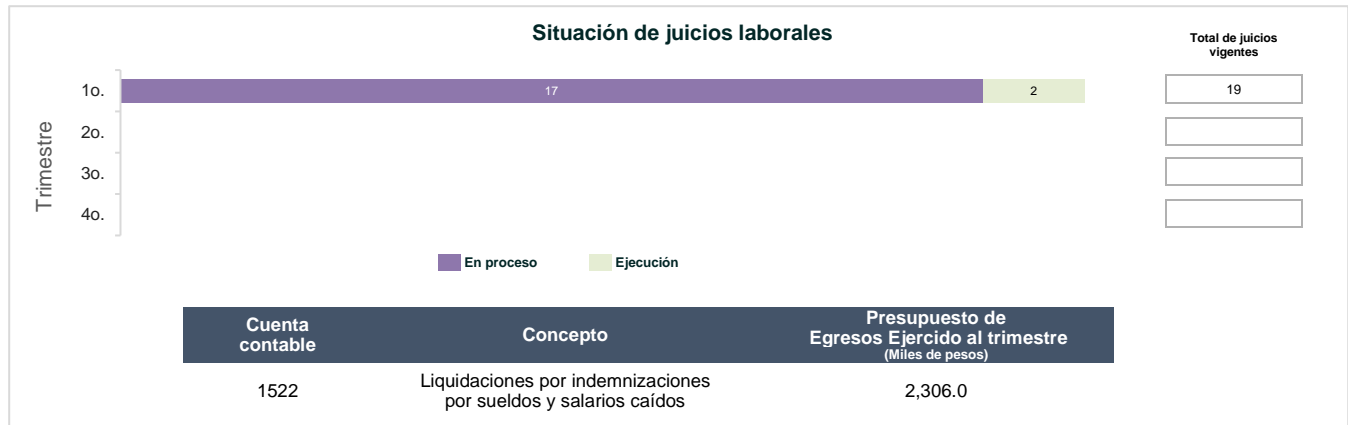 Situación de juicios laborales
Total de juicios
vigentes
Trimestre
1o.
17
2
19
2o.
3o.
4o.
En proceso
Ejecución
Cuenta
contable
Concepto
Presupuesto de
Egresos Ejercido al trimestre
(Miles de pesos)
1522
Liquidaciones por indemnizaciones
por sueldos y salarios caídos
2,306.0